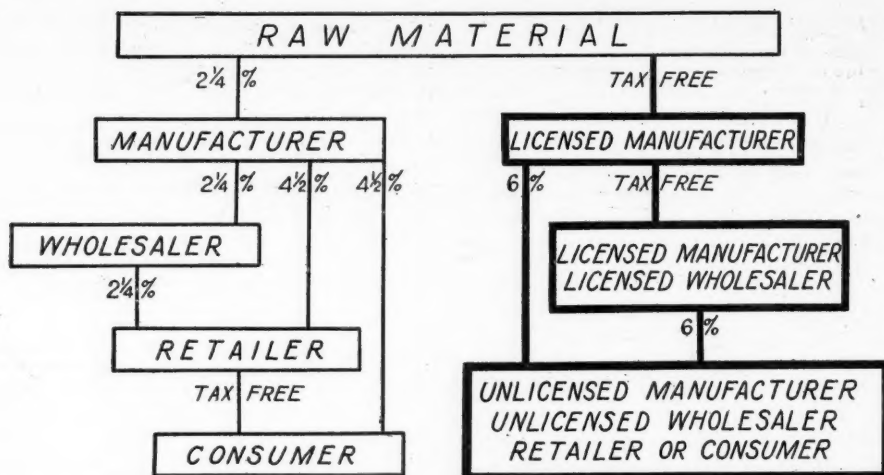 RAW MATERIAL
2¼ %
TAX FREE
MANUFACTURER
LICENSED MANUFACTURER
2¼ %
4½ %
4½ %
6 %
TAX FREE
WHOLESALER
LICENSED MANUFACTURER
LICENSED WHOLESALER
2¼ %
6 %
RETAILER
TAX FREE
UNLICENSED MANUFACTURER
UNLICENSED WHOLESALER
RETAILER OR CONSUMER
CONSUMER